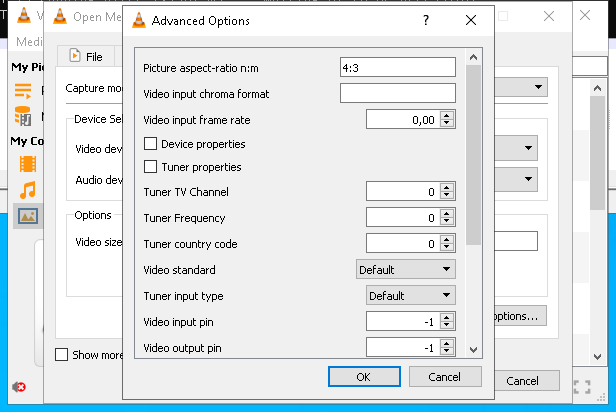 V
Open Me
Advanced Options
?
Medi
File
My Pi
Capture mo
Device Sel
Video dev
Audio dev
My Co
Options
Video size
Show more
Picture aspect-ratio n:m
4:3
Video input chroma format
Video input frame rate
0,00
Device properties
Tuner properties
Tuner TV Channel
0
Tuner Frequency
0
Tuner country code
0
Video standard
Default
Tuner input type
Default
Video input pin
-1
Video output pin
-1
OK
Cancel
options...
Cancel